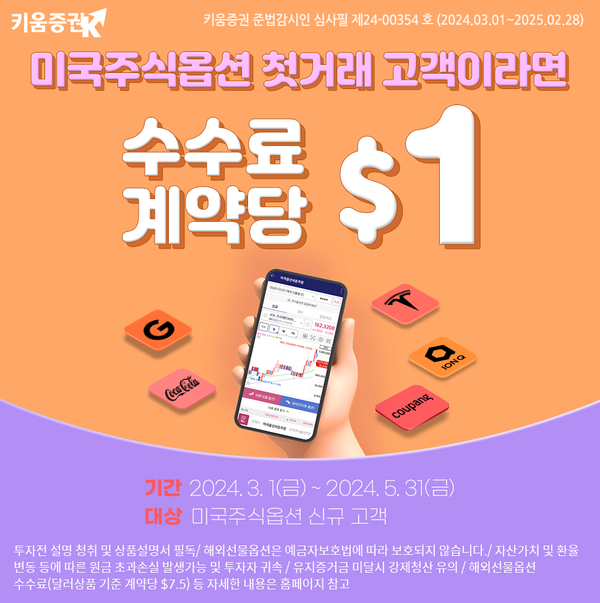 키움증권
키움증권 준법감시인 심사필 제24-00354 호 (2024.03.01~2025.02.28)
미국주식옵션 첫거래 고객이라면
수수료
계약당
$1
162.3200
G
Coca-Cola
IONQ
coupang
기간 2024. 3. 1(금) ~ 2024. 5. 31(금)
대상 미국주식옵션 신규 고객
투자전 설명 청취 및 상품설명서 필독/ 해외선물옵션은 예금자보호법에 따라 보호되지 않습니다./ 자산가치 및 환율
변동 등에 따른 원금 초과손실 발생가능 및 투자자 귀속 / 유지증거금 미달시 강제청산 유의 / 해외선물옵션
수수료(달러상품 기준 계약당 $7.5) 등 자세한 내용은 홈페이지 참고